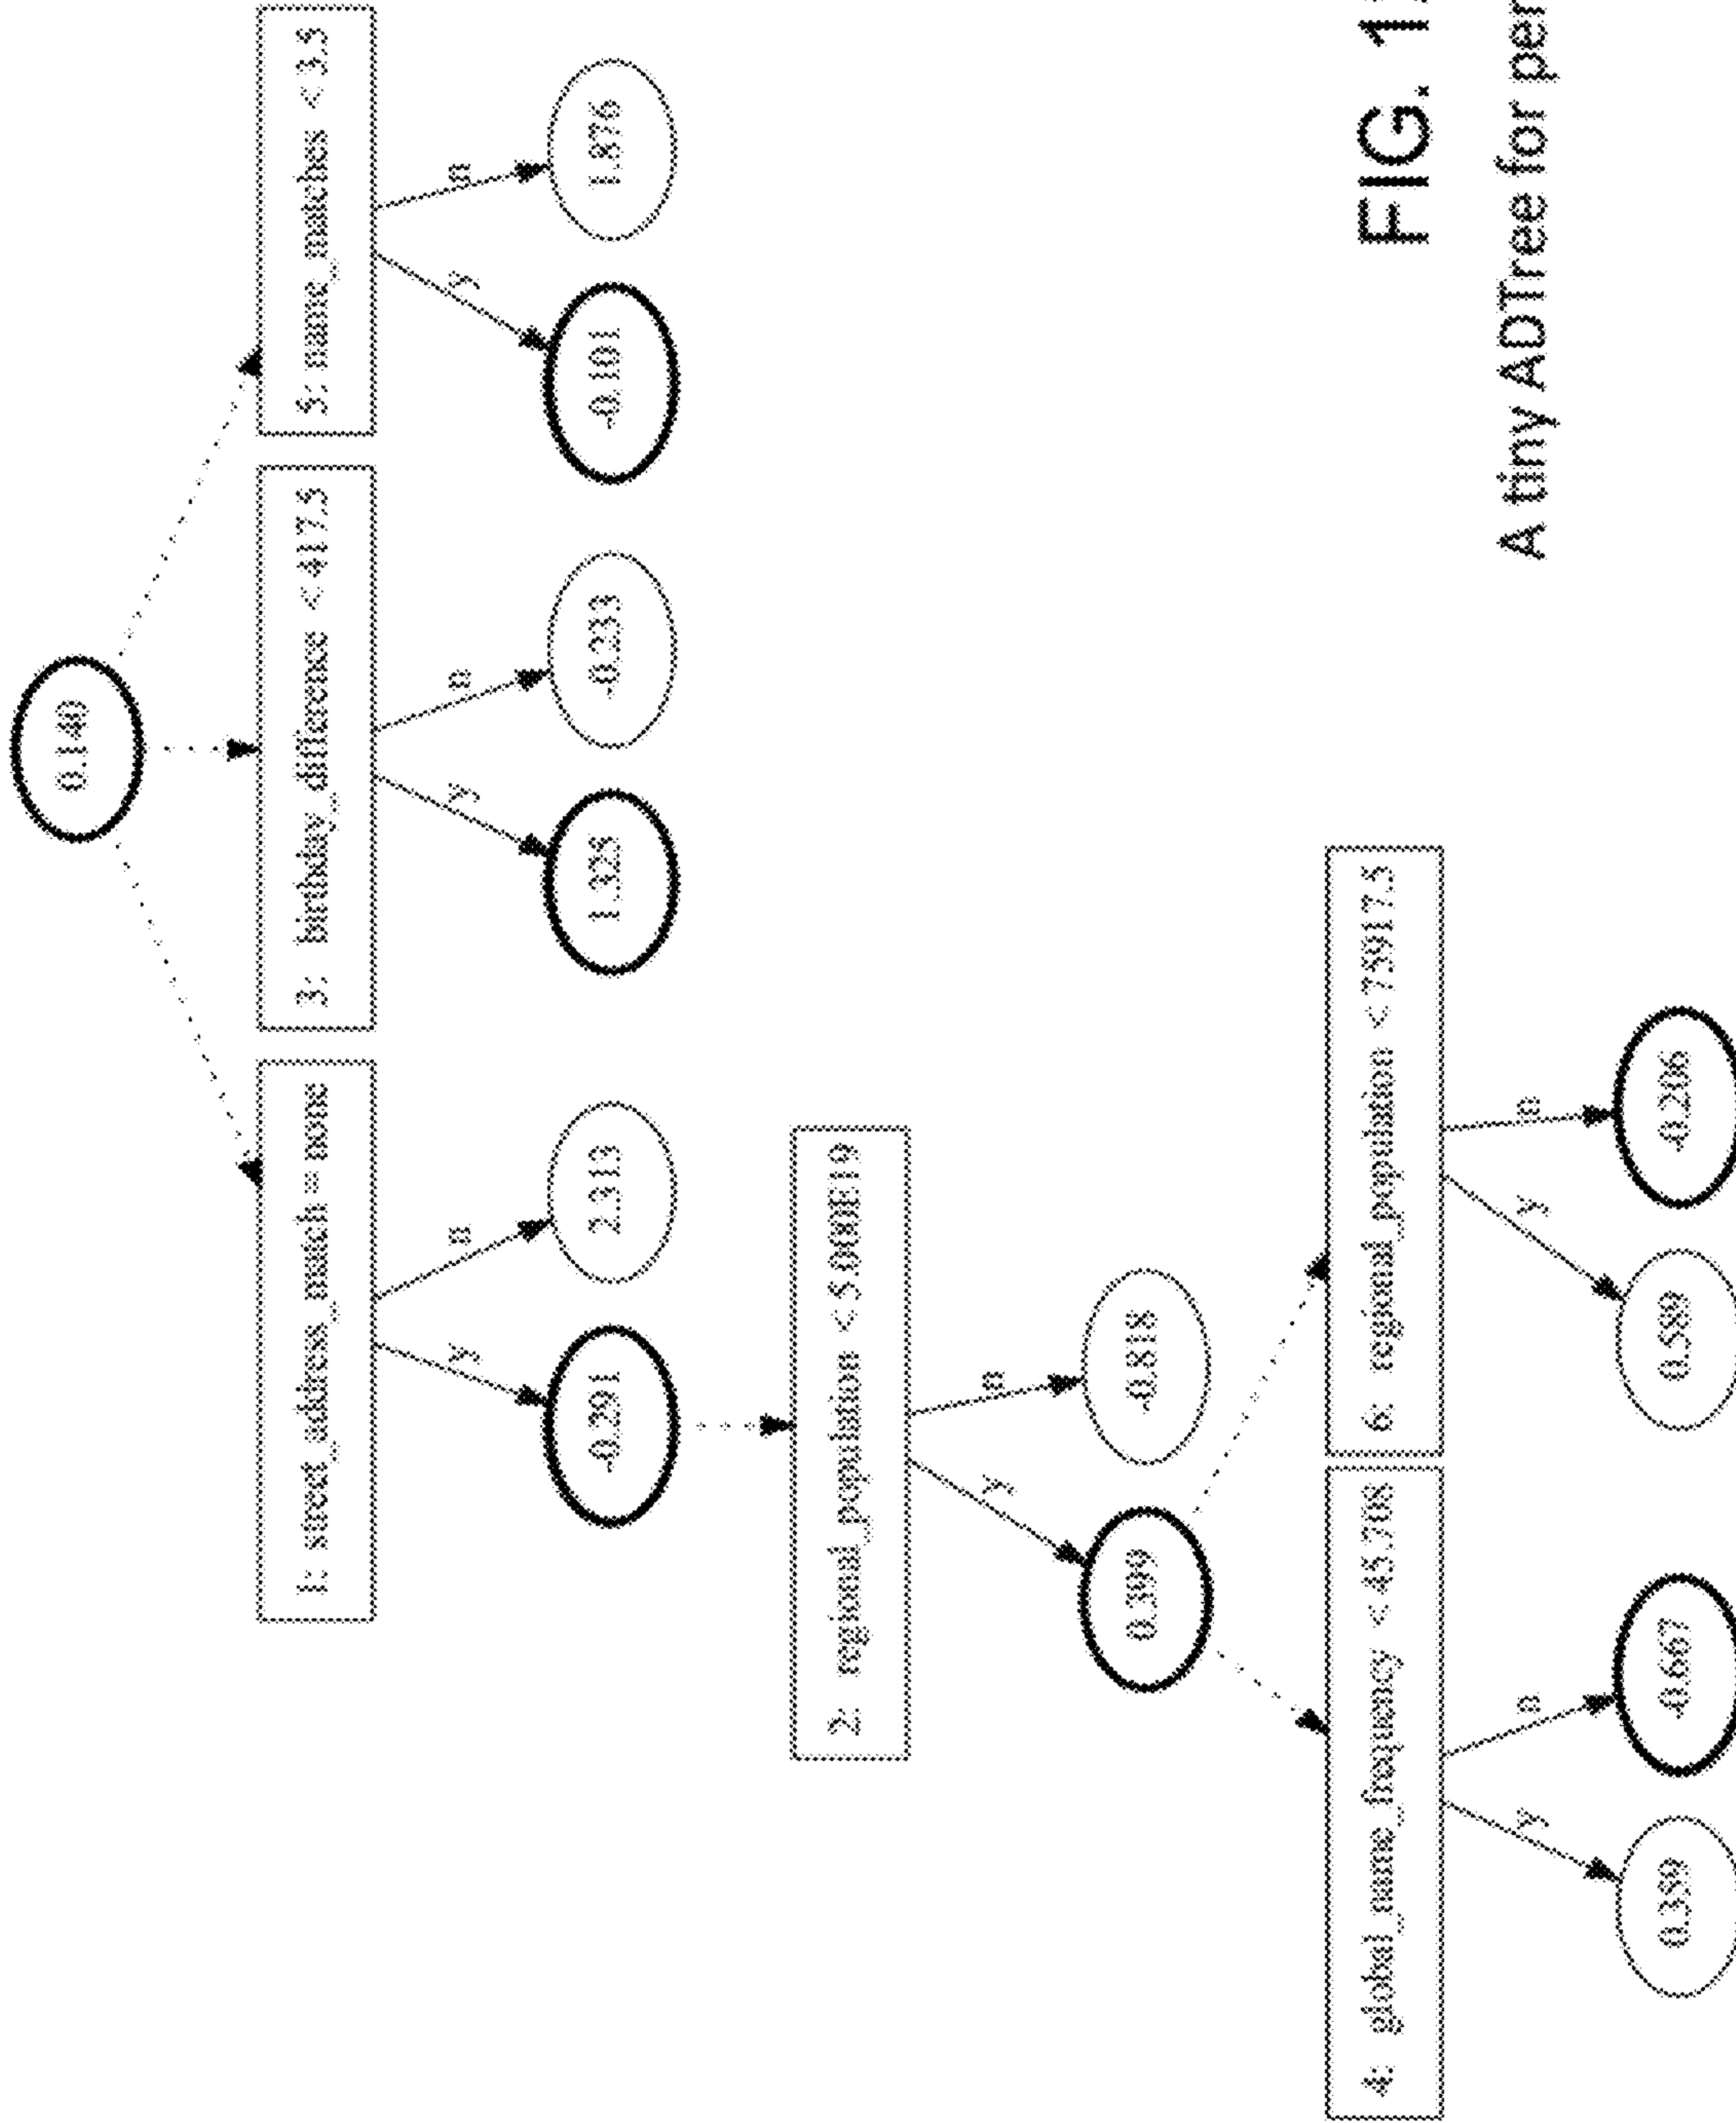 0.140
1: street_address_match = none
3: birthday_difference < 417.5
5: name_matches < 3.5
y
n
y
n
y
n
-0.291
2.313
1.325
-0.233
-0.101
1.876
2: regional_population < 5.000E19
y
n
0.399
-0.818
4: global_name_frequency < 45.708
6: regional_population < 75917.5
y
n
y
n
0.359
-0.667
0.589
-0.206
FIG. 1
A tiny ADTree for per